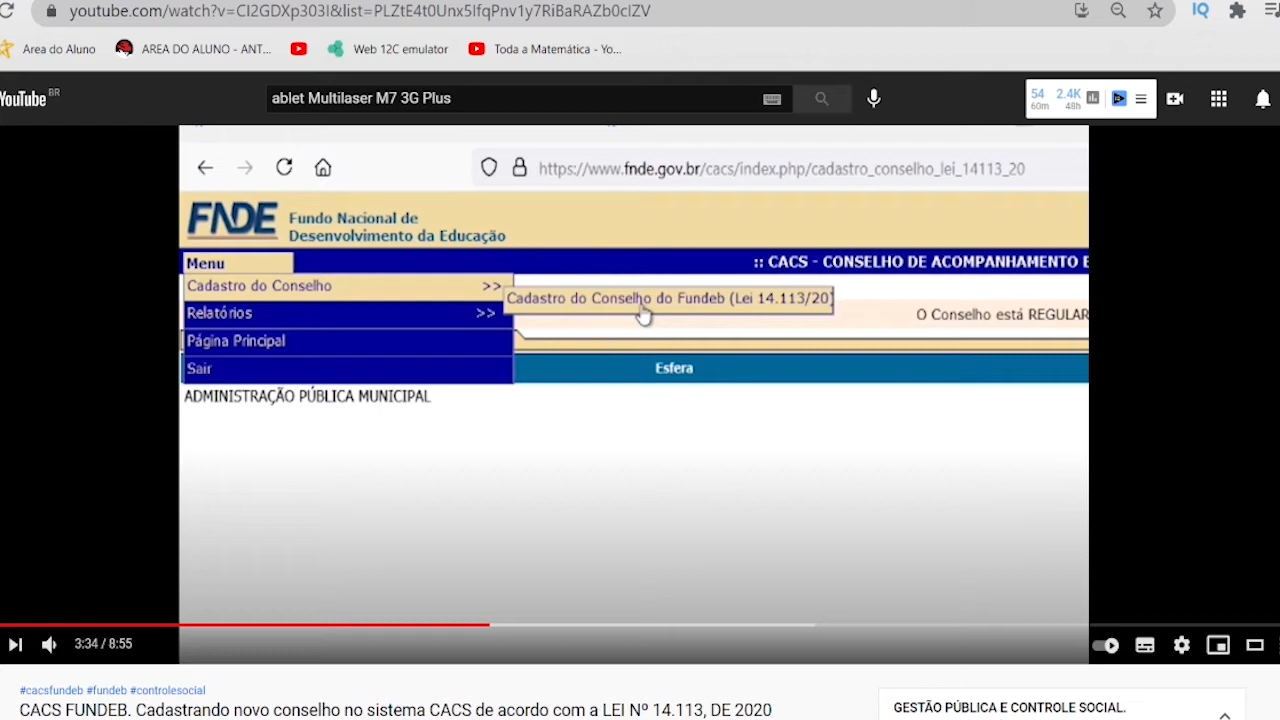 youtube.com/watch?v=CI2GDXp303I&list=PLZtE4t0Unx5IfqPnv1y7RiBaRAZb0cIZV
Area do Aluno
AREA DO ALUNO - ANT...
Web 12C emulator
Toda a Matemática - Yo...
YouTube BR
ablet Multilaser M7 3G Plus
54 2.4K
60m 48h
https://www.fnde.gov.br/cacs/index.php/cadastro_conselho_lei_14113_20
FNDE
Fundo Nacional de
Desenvolvimento da Educação
Menu
:: CACS - CONSELHO DE ACOMPANHAMENTO E
Cadastro do Conselho >>
Cadastro do Conselho do Fundeb (Lei 14.113/20)
Relatórios >>
O Conselho está REGULAR
Página Principal
Sair
Esfera
ADMINISTRAÇÃO PÚBLICA MUNICIPAL
3:34 / 8:55
#cacsfundeb #fundeb #controlesocial
CACS FUNDEB. Cadastrando novo conselho no sistema CACS de acordo com a LEI Nº 14.113, DE 2020
GESTÃO PÚBLICA E CONTROLE SOCIAL.